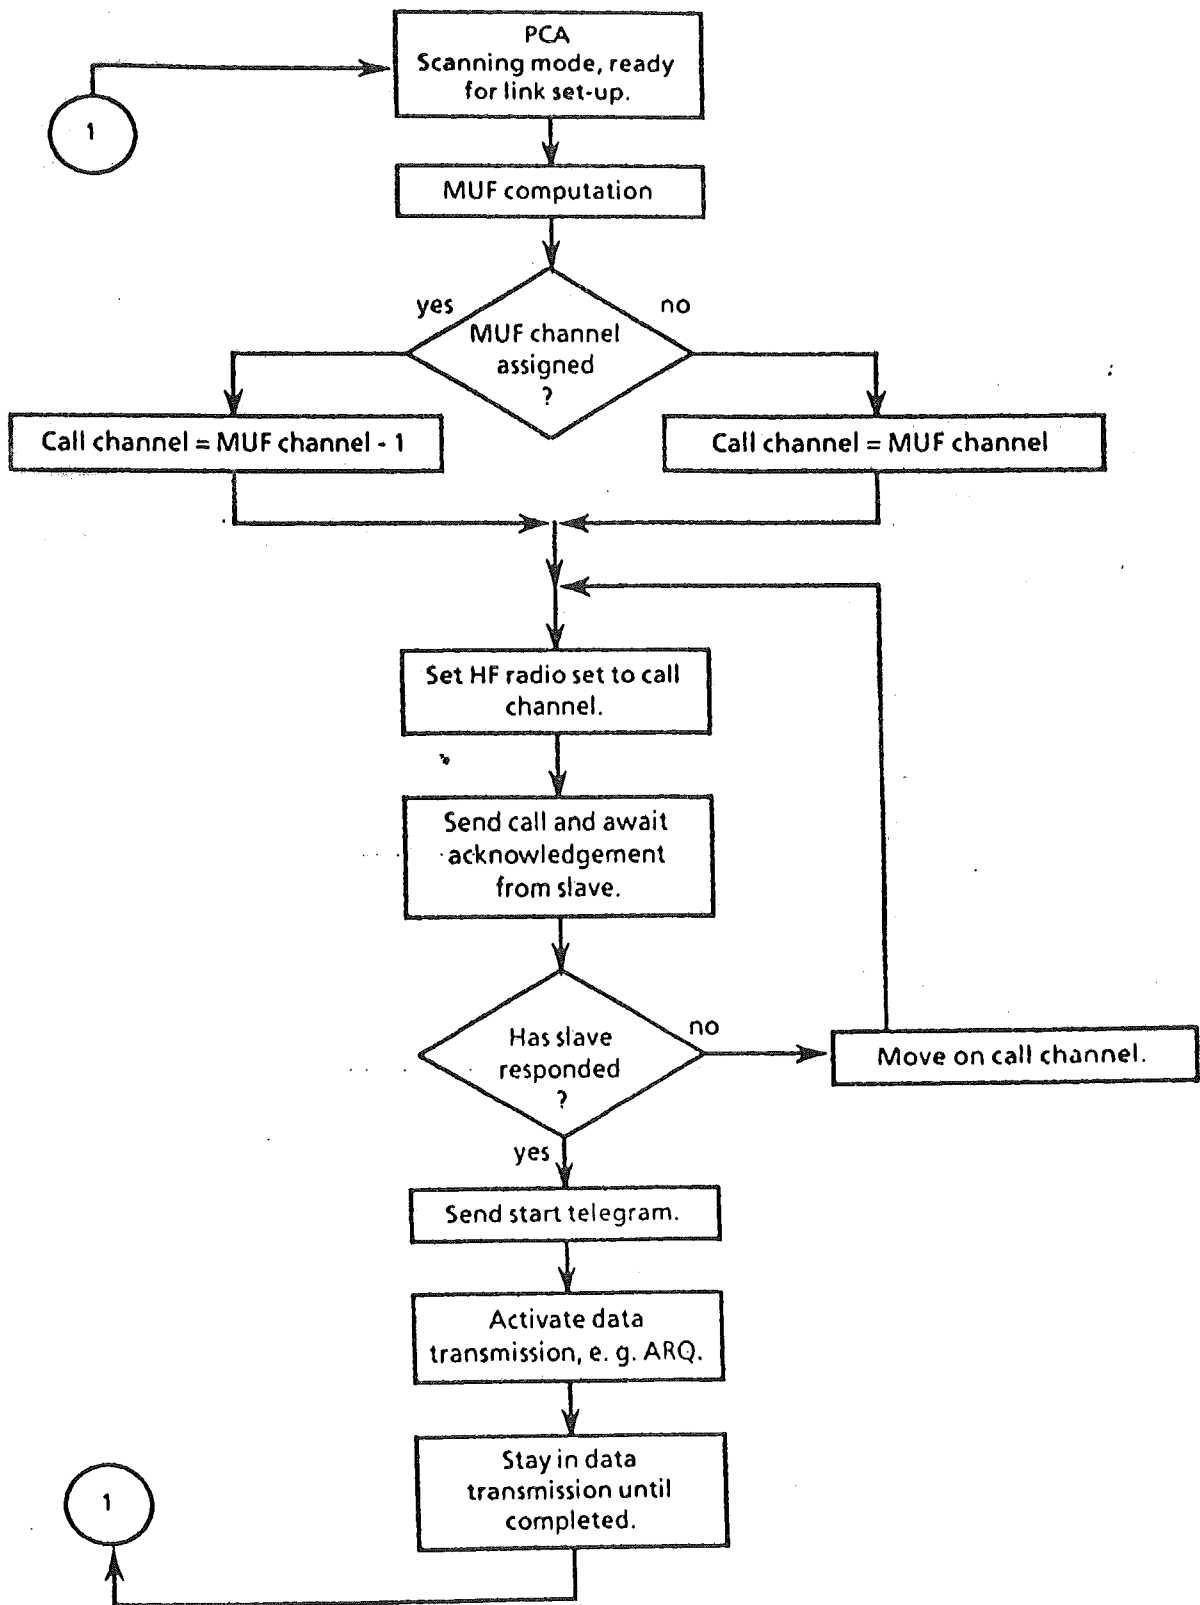 PCA
Scanning mode, ready
for link set-up.
1
MUF computation
yes
no
MUF channel
assigned
?
Call channel = MUF channel - 1
Call channel = MUF channel
Set HF radio set to call
channel.
Send call and await
acknowledgement
from slave.
Has slave
responded
?
no
Move on call channel.
yes
Send start telegram.
Activate data
transmission, e. g. ARQ.
Stay in data
transmission until
completed.
1